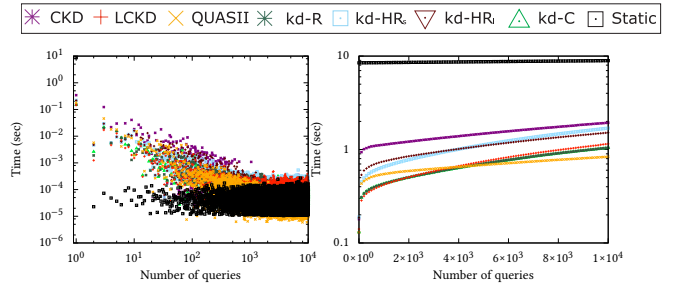 CKD LCKD QUASII kd-R kd-HRₛ kd-HRₗ kd-C Static
10¹
10⁰
10⁻¹
10⁻²
10⁻³
10⁻⁴
10⁻⁵
10⁻⁶
Time (sec)
10⁰ 10¹ 10² 10³ 10⁴
Number of queries
10
1
0.1
Time (sec)
0×10⁰ 2×10³ 4×10³ 6×10³ 8×10³ 1×10⁴
Number of queries